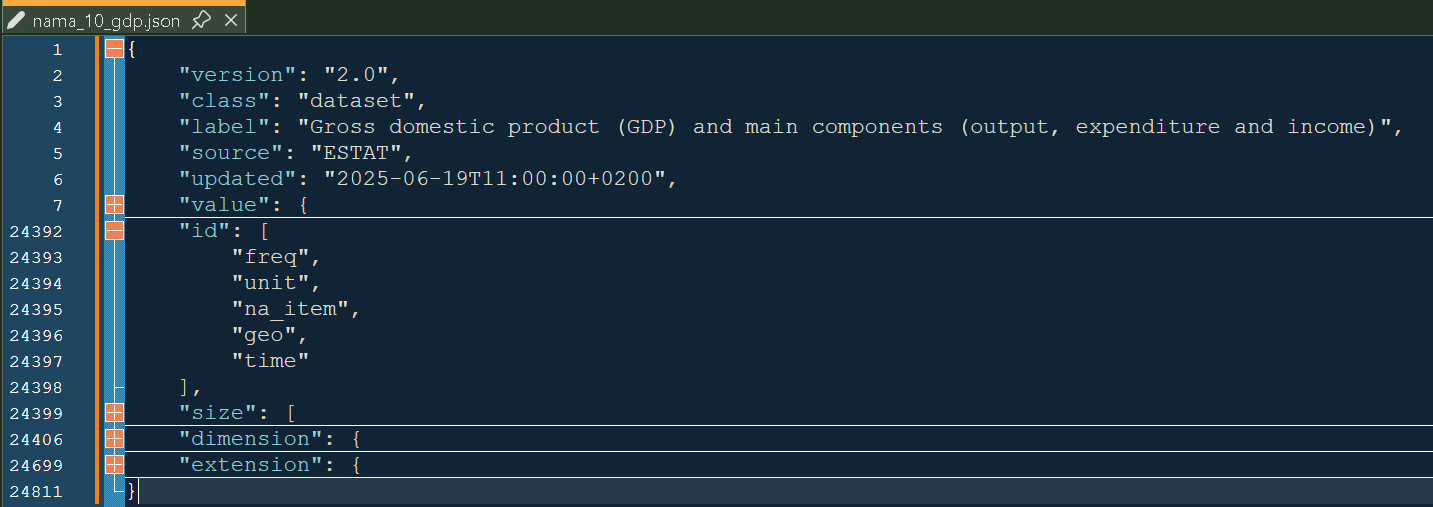 nama_10_gdp.json
1 {
2 "version": "2.0",
3 "class": "dataset",
4 "label": "Gross domestic product (GDP) and main components (output, expenditure and income)",
5 "source": "ESTAT",
6 "updated": "2025-06-19T11:00:00+0200",
7 "value": {
24392 "id": [
24393 "freq",
24394 "unit",
24395 "na_item",
24396 "geo",
24397 "time"
24398 ],
24399 "size": [
24406 "dimension": {
24699 "extension": {
24811 }